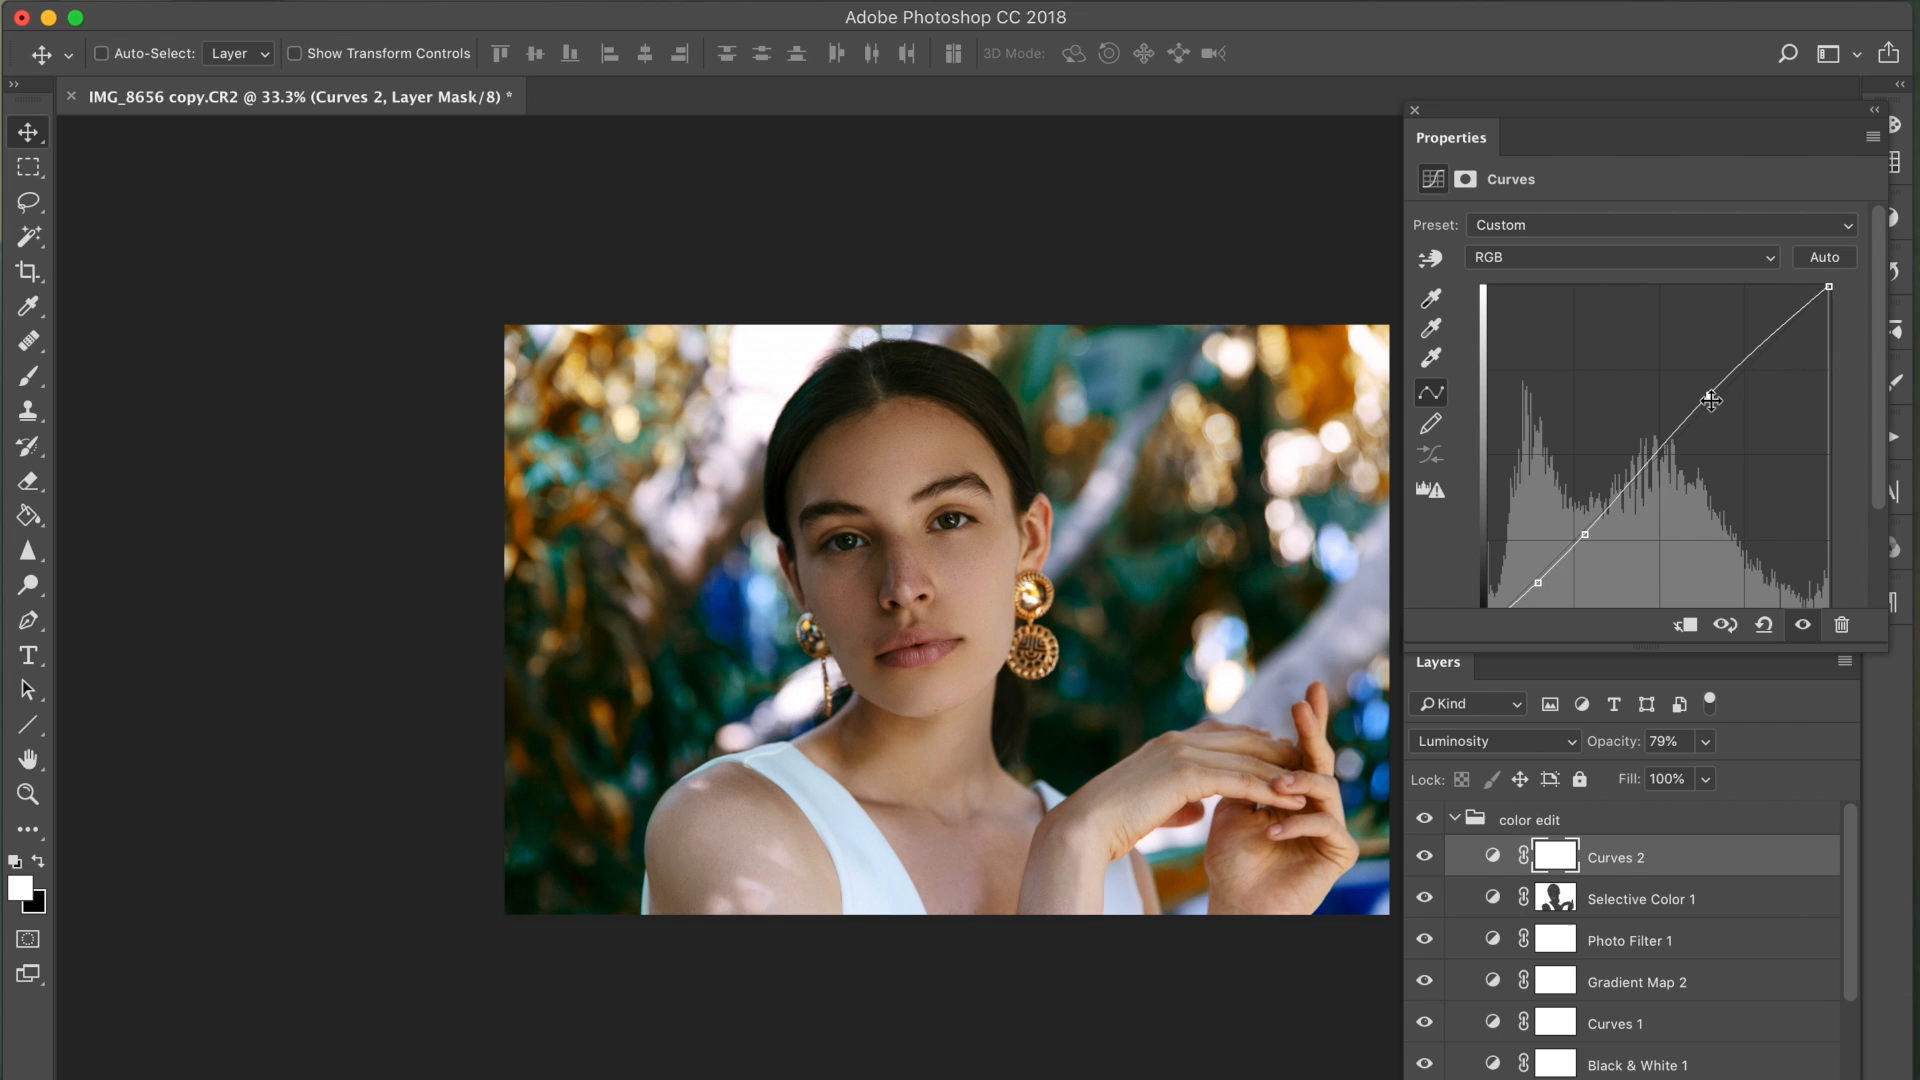 Adobe Photoshop CC 2018
Auto-Select: Layer Show Transform Controls 3D Mode:
IMG_8656 copy.CR2 @ 33.3% (Curves 2, Layer Mask/8) *
Properties
Curves
Preset: Custom
RGB Auto
Layers
Kind
Luminosity Opacity: 79%
Lock: Fill: 100%
color edit
Curves 2
Selective Color 1
Photo Filter 1
Gradient Map 2
Curves 1
Black & White 1